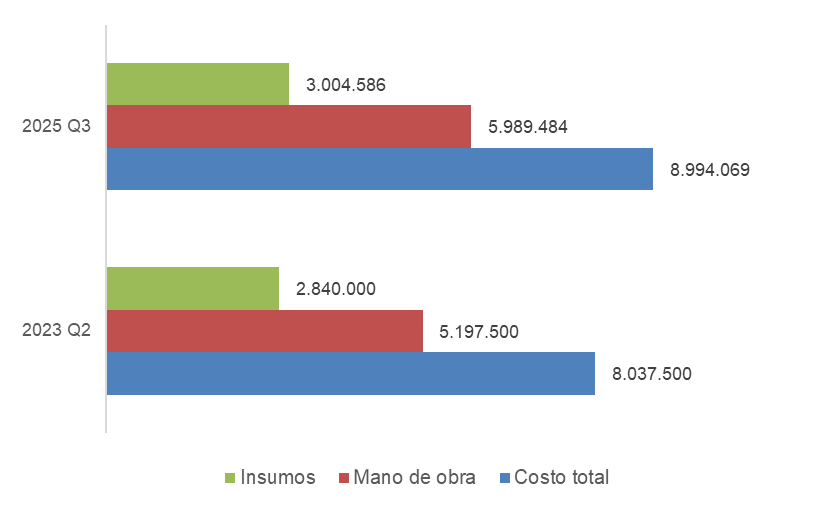 3.004.586
2025 Q3
5.989.484
8.994.069
2.840.000
2023 Q2
5.197.500
8.037.500
Insumos Mano de obra Costo total